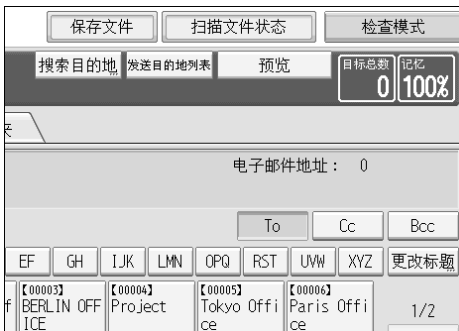 保存文件 扫描文件状态 检查模式
搜索目的地 发送目的地列表 预览 目标总数 记忆
0 100%
电子邮件地址： 0
To Cc Bcc
EF GH IJK LMN OPQ RST UVW XYZ 更改标题
【00003】 【00004】 【00005】 【00006】
BERLIN OFF Project Tokyo Offi Paris Offi
ICE ce ce 1/2